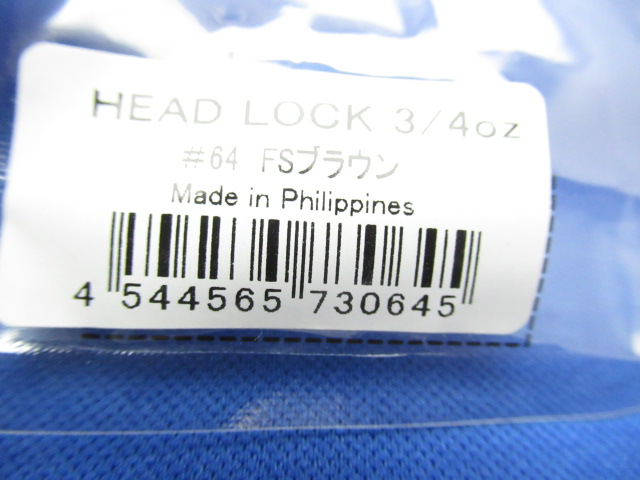 HEAD LOCK 3/4oz
#64 FSブラウン
Made in Philippines
4 544565 730645